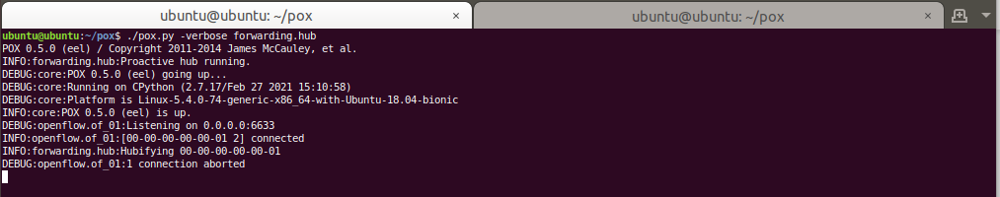 ubuntu@ubuntu: ~/pox
×
ubuntu@ubuntu: ~/pox
×
ubuntu@ubuntu:~/pox$ ./pox.py -verbose forwarding.hub
POX 0.5.0 (eel) / Copyright 2011-2014 James McCauley, et al.
INFO:forwarding.hub:Proactive hub running.
DEBUG:core:POX 0.5.0 (eel) going up...
DEBUG:core:Running on CPython (2.7.17/Feb 27 2021 15:10:58)
DEBUG:core:Platform is Linux-5.4.0-74-generic-x86_64-with-Ubuntu-18.04-bionic
INFO:core:POX 0.5.0 (eel) is up.
DEBUG:openflow.of_01:Listening on 0.0.0.0:6633
INFO:openflow.of_01:[00-00-00-00-00-01 2] connected
INFO:forwarding.hub:Hubifying 00-00-00-00-00-01
DEBUG:openflow.of_01:1 connection aborted